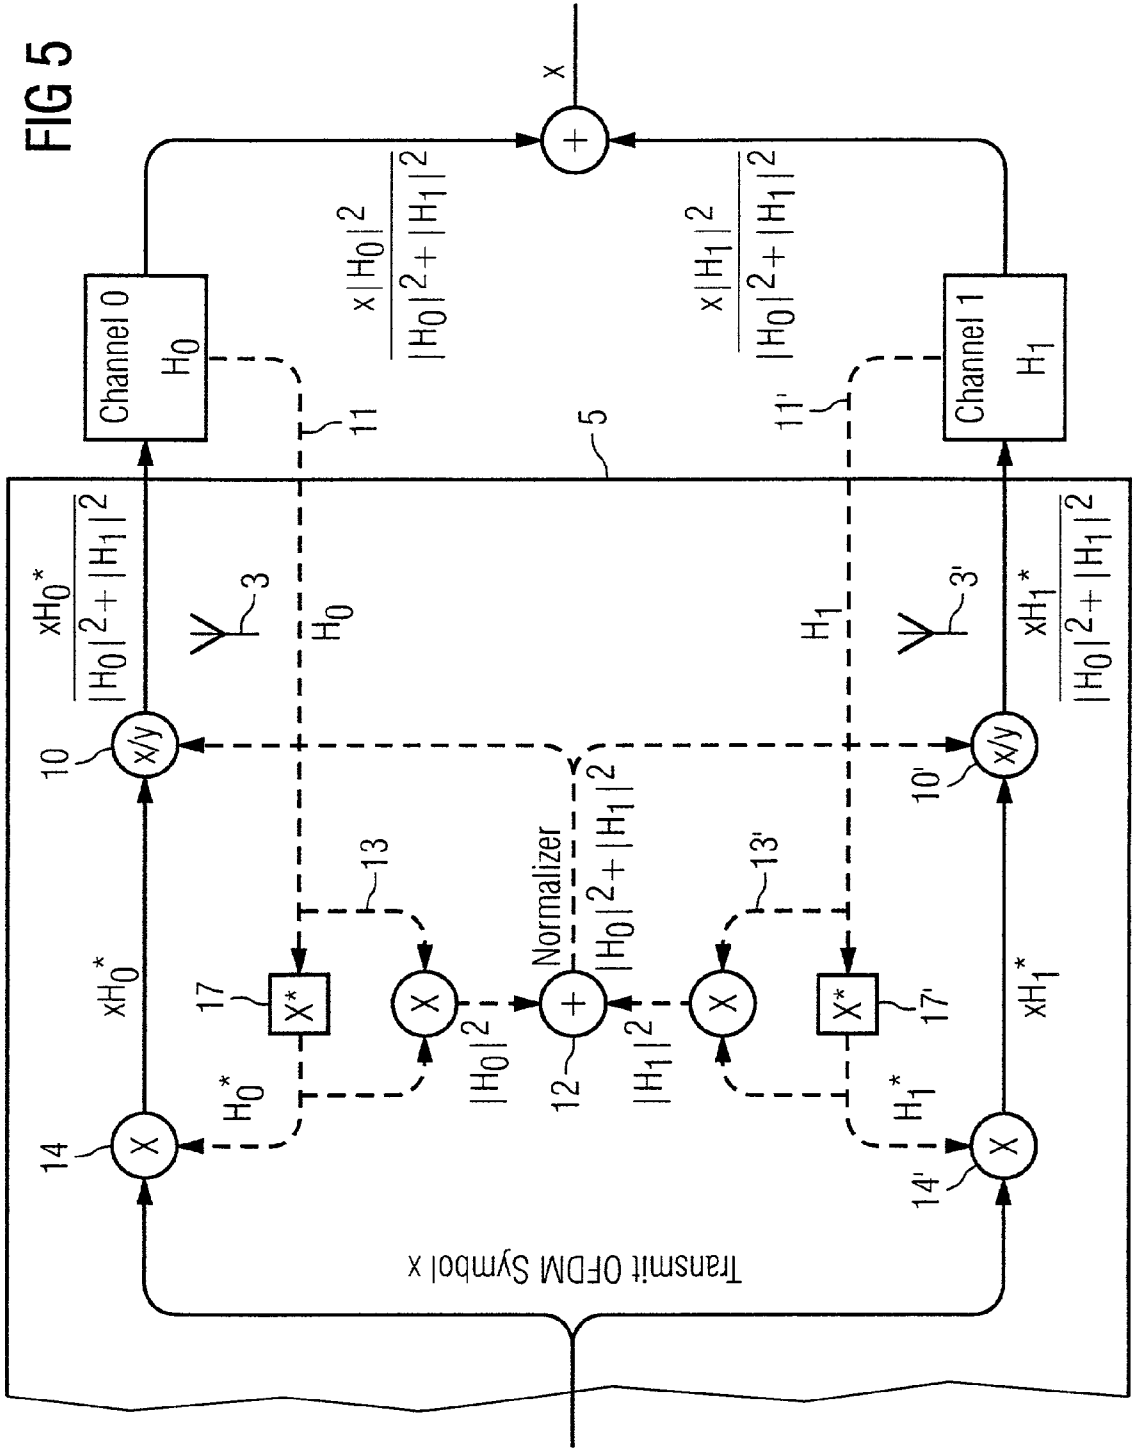 FIG 5
Transmit OFDM Symbol x
14
X
xH₀*
10
x/y
xH₀*
|H₀|²+|H₁|²
Channel 0
H₀
H₀*
17
X*
13
H₀
3
11
x|H₀|²
|H₀|²+|H₁|²
X
|H₀|²
12
+
Normalizer
|H₀|²+|H₁|²
5
+
x
|H₁|²
X
13'
x|H₁|²
|H₀|²+|H₁|²
H₁*
X*
17'
H₁
3'
11'
14'
X
xH₁*
10'
x/y
xH₁*
|H₀|²+|H₁|²
Channel 1
H₁